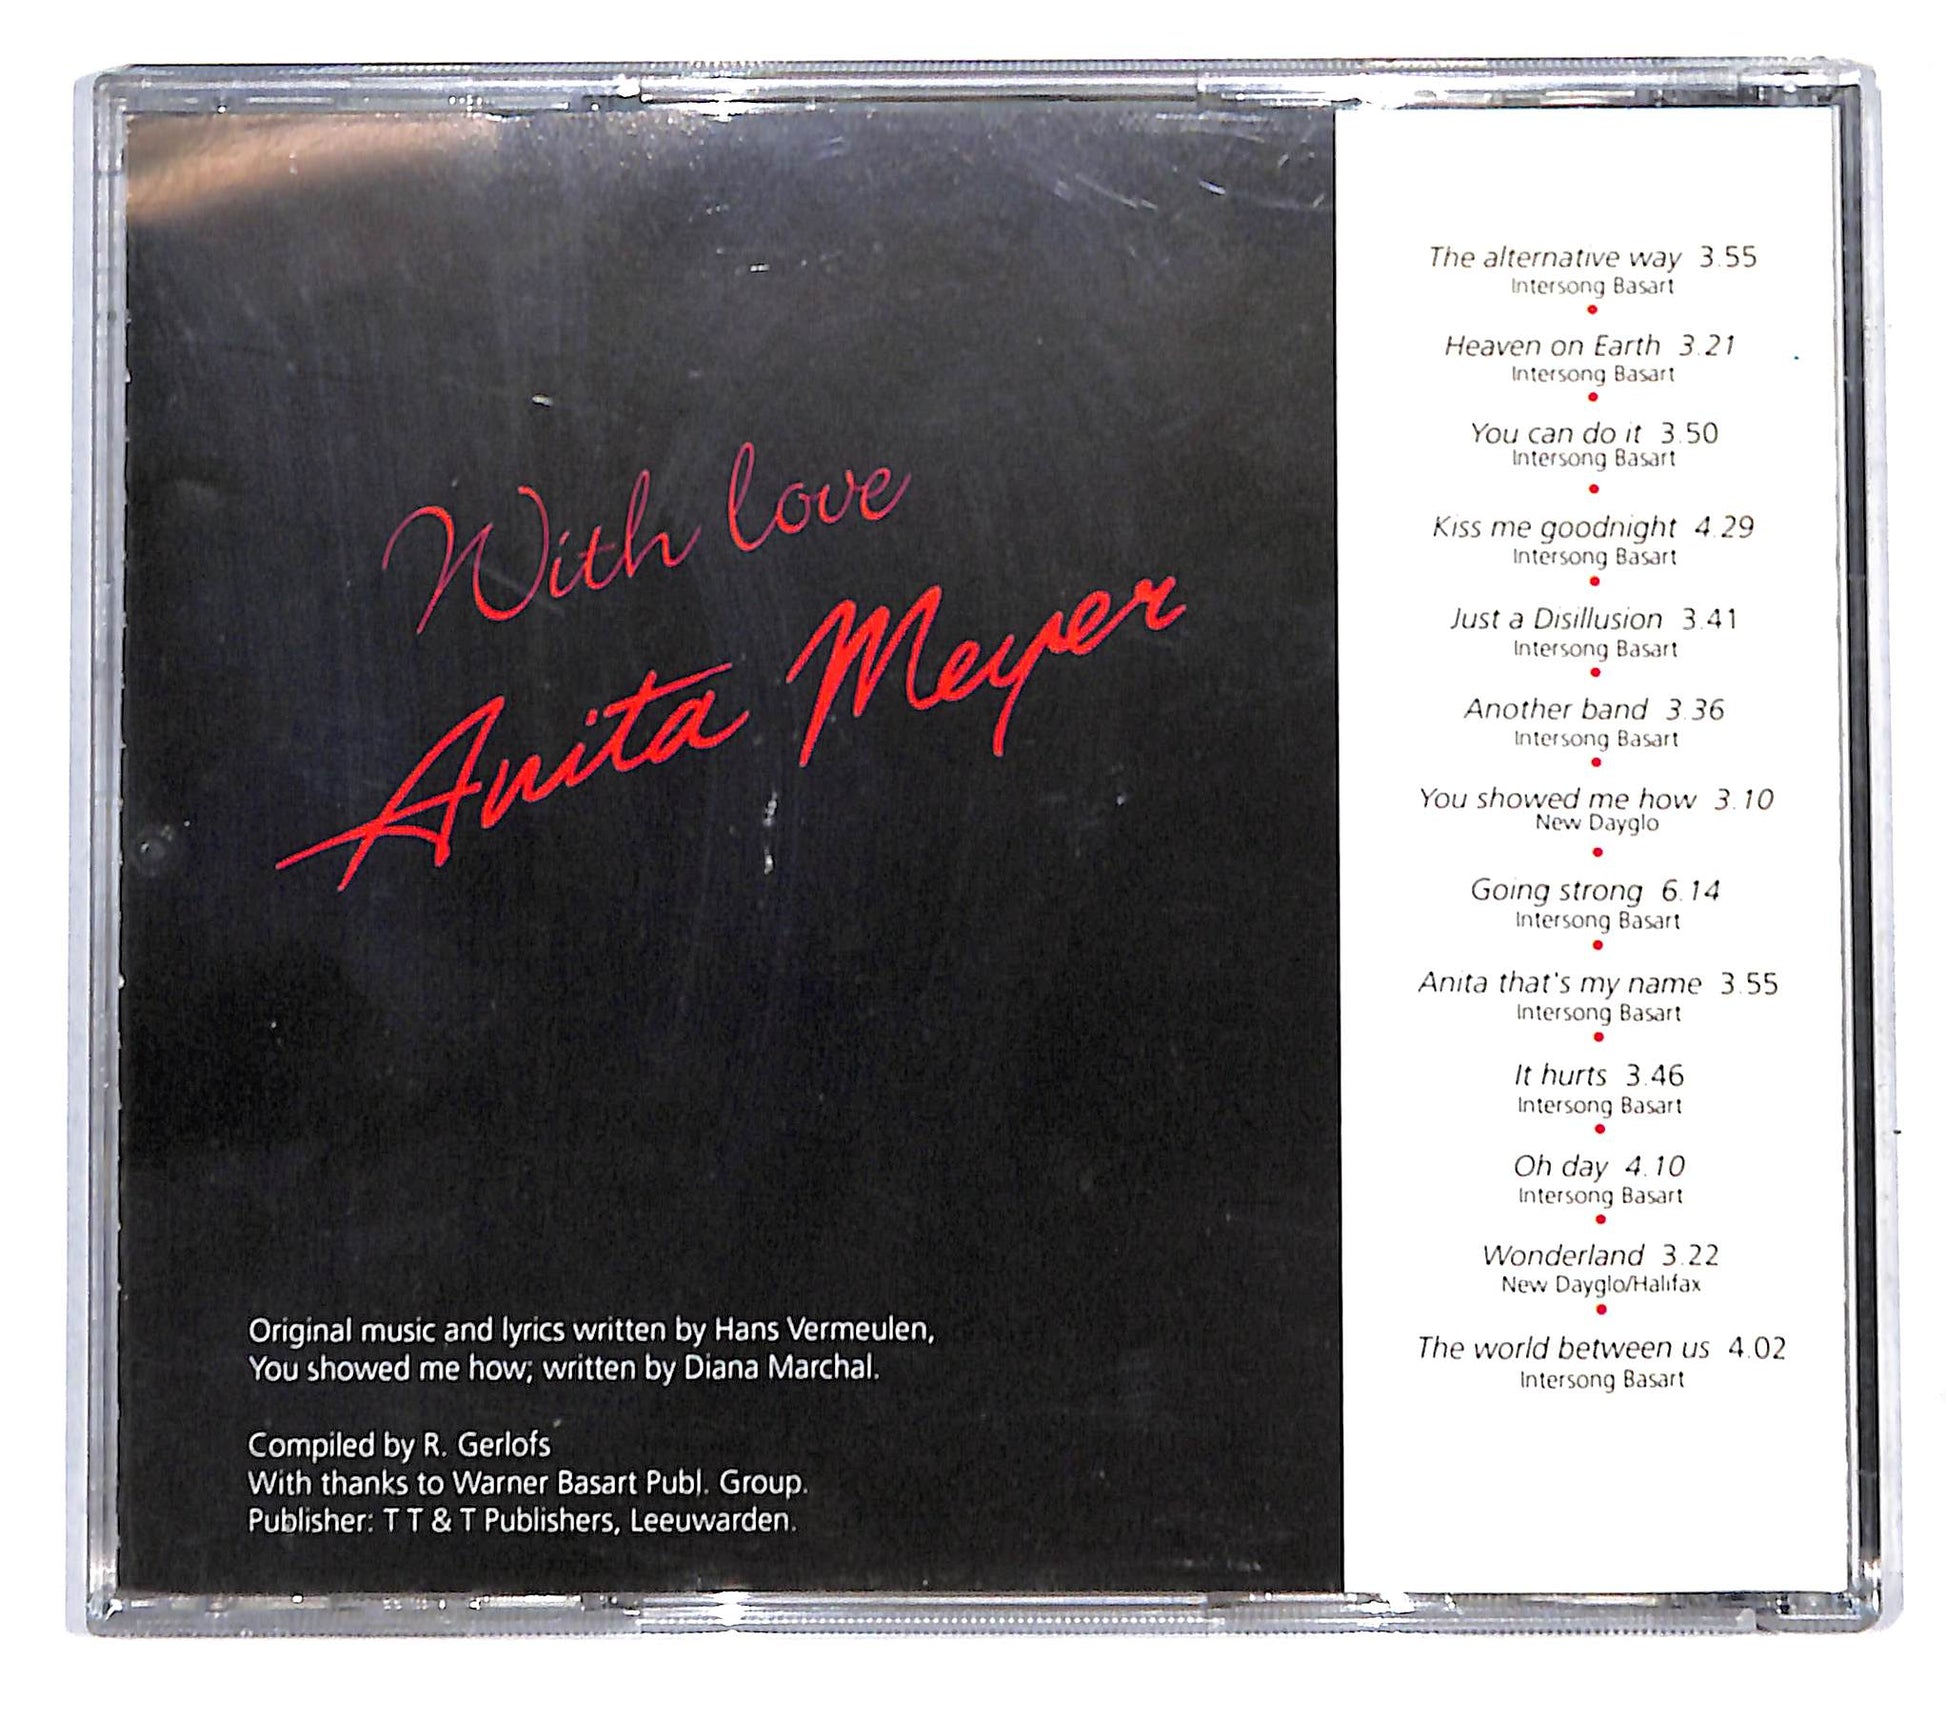 With love
Anita Meyer
Original music and lyrics written by Hans Vermeulen,
You showed me how; written by Diana Marchal.
Compiled by R. Gerlofs
With thanks to Warner Basart Publ. Group.
Publisher: T T & T Publishers, Leeuwarden.
The alternative way 3.55
Intersong Basart
Heaven on Earth 3.21
Intersong Basart
You can do it 3.50
Intersong Basart
Kiss me goodnight 4.29
Intersong Basart
Just a Disillusion 3.41
Intersong Basart
Another band 3.36
Intersong Basart
You showed me how 3.10
New Dayglo
Going strong 6.14
Intersong Basart
Anita that's my name 3.55
Intersong Basart
It hurts 3.46
Intersong Basart
Oh day 4.10
Intersong Basart
Wonderland 3.22
New Dayglo/Halifax
The world between us 4.02
Intersong Basart